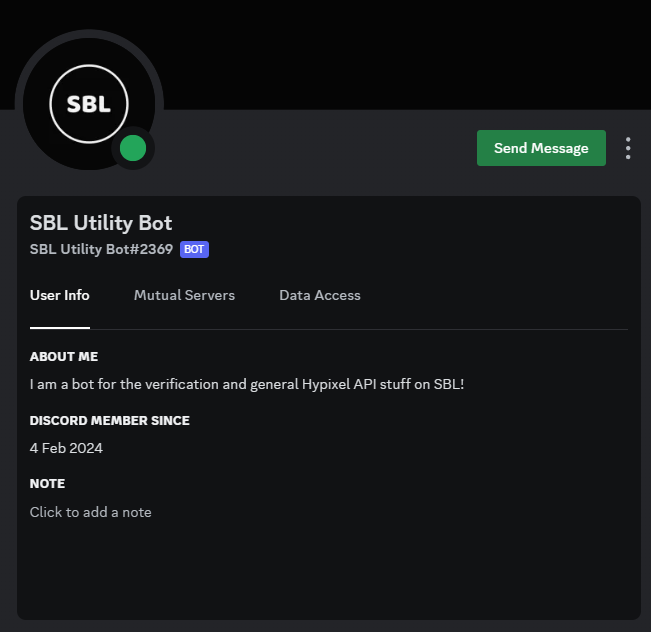 SBL
Send Message
SBL Utility Bot
SBL Utility Bot#2369 BOT
User Info Mutual Servers Data Access
ABOUT ME
I am a bot for the verification and general Hypixel API stuff on SBL!
DISCORD MEMBER SINCE
4 Feb 2024
NOTE
Click to add a note